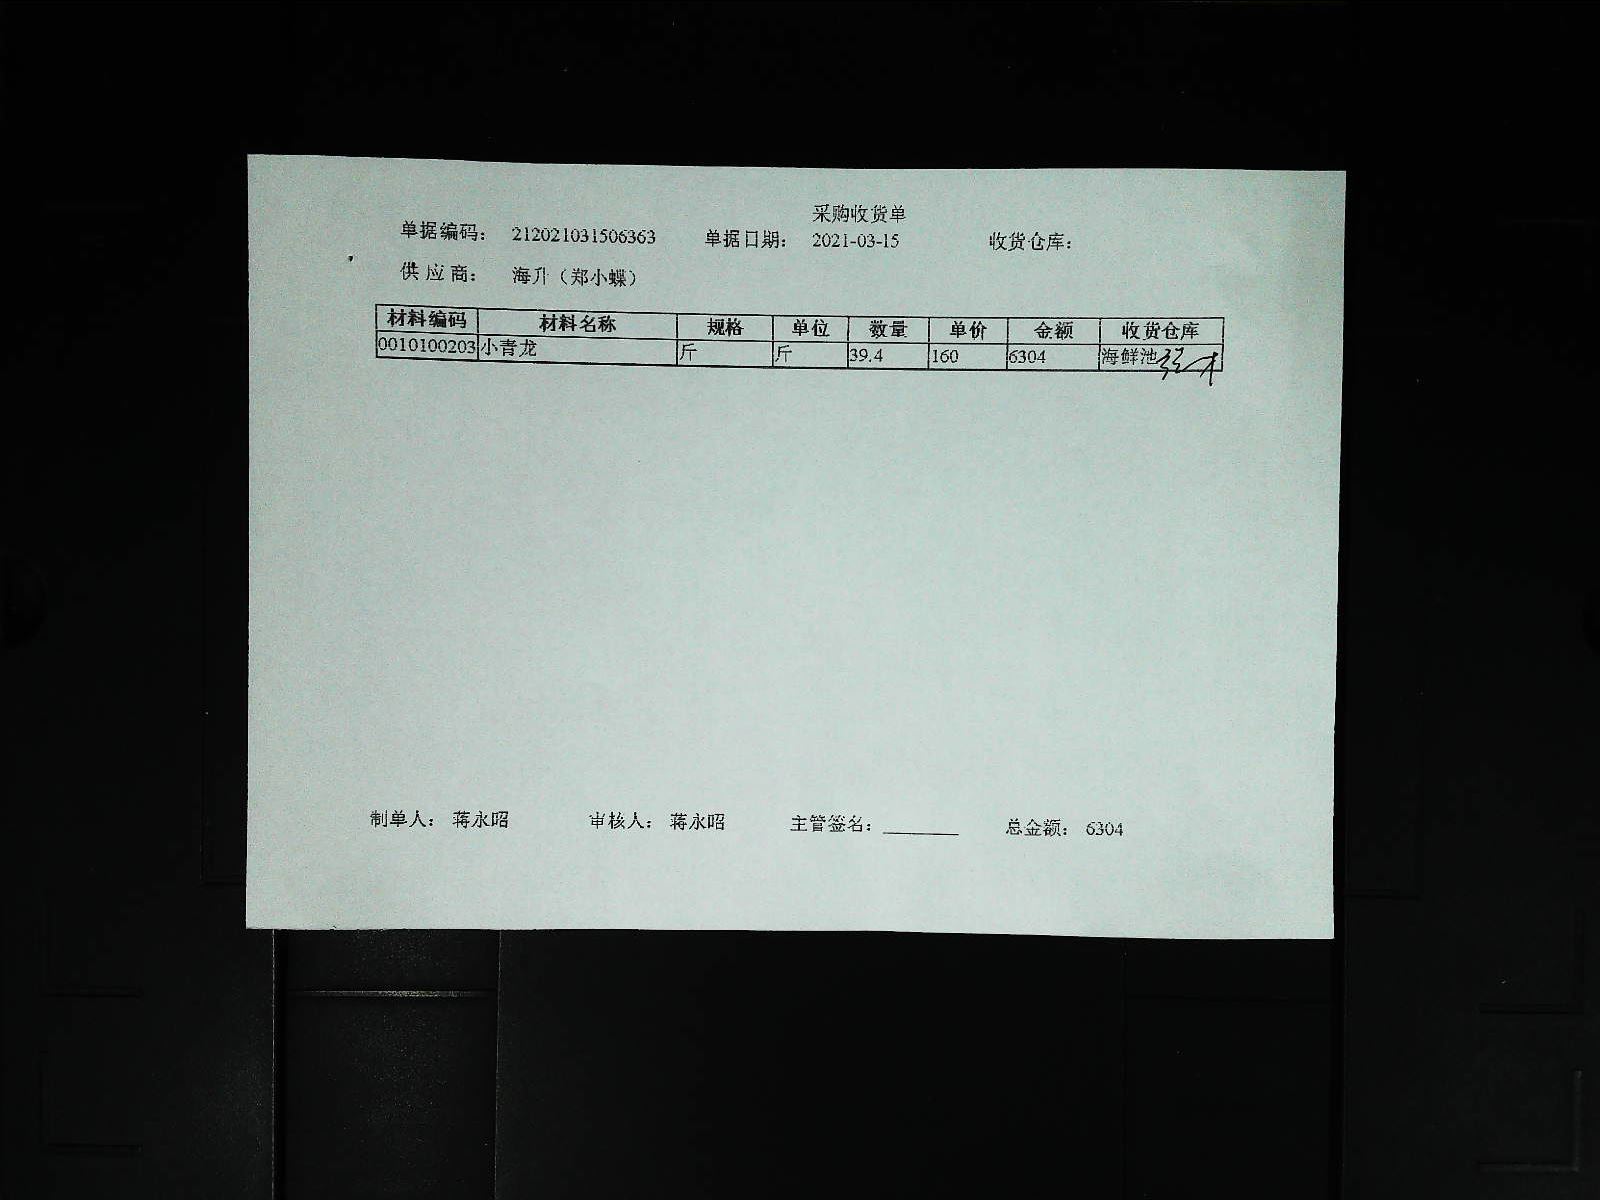 采购收货单
单据编码： 212021031506363 单据日期： 2021-03-15 收货仓库：
供应商： 海升（郑小蝶）
材料编码 材料名称 规格 单位 数量 单价 金额 收货仓库
0010100203 小青龙 斤 斤 39.4 160 6304 海鲜池
制单人： 蒋永昭 审核人： 蒋永昭 主管签名： 总金额： 6304